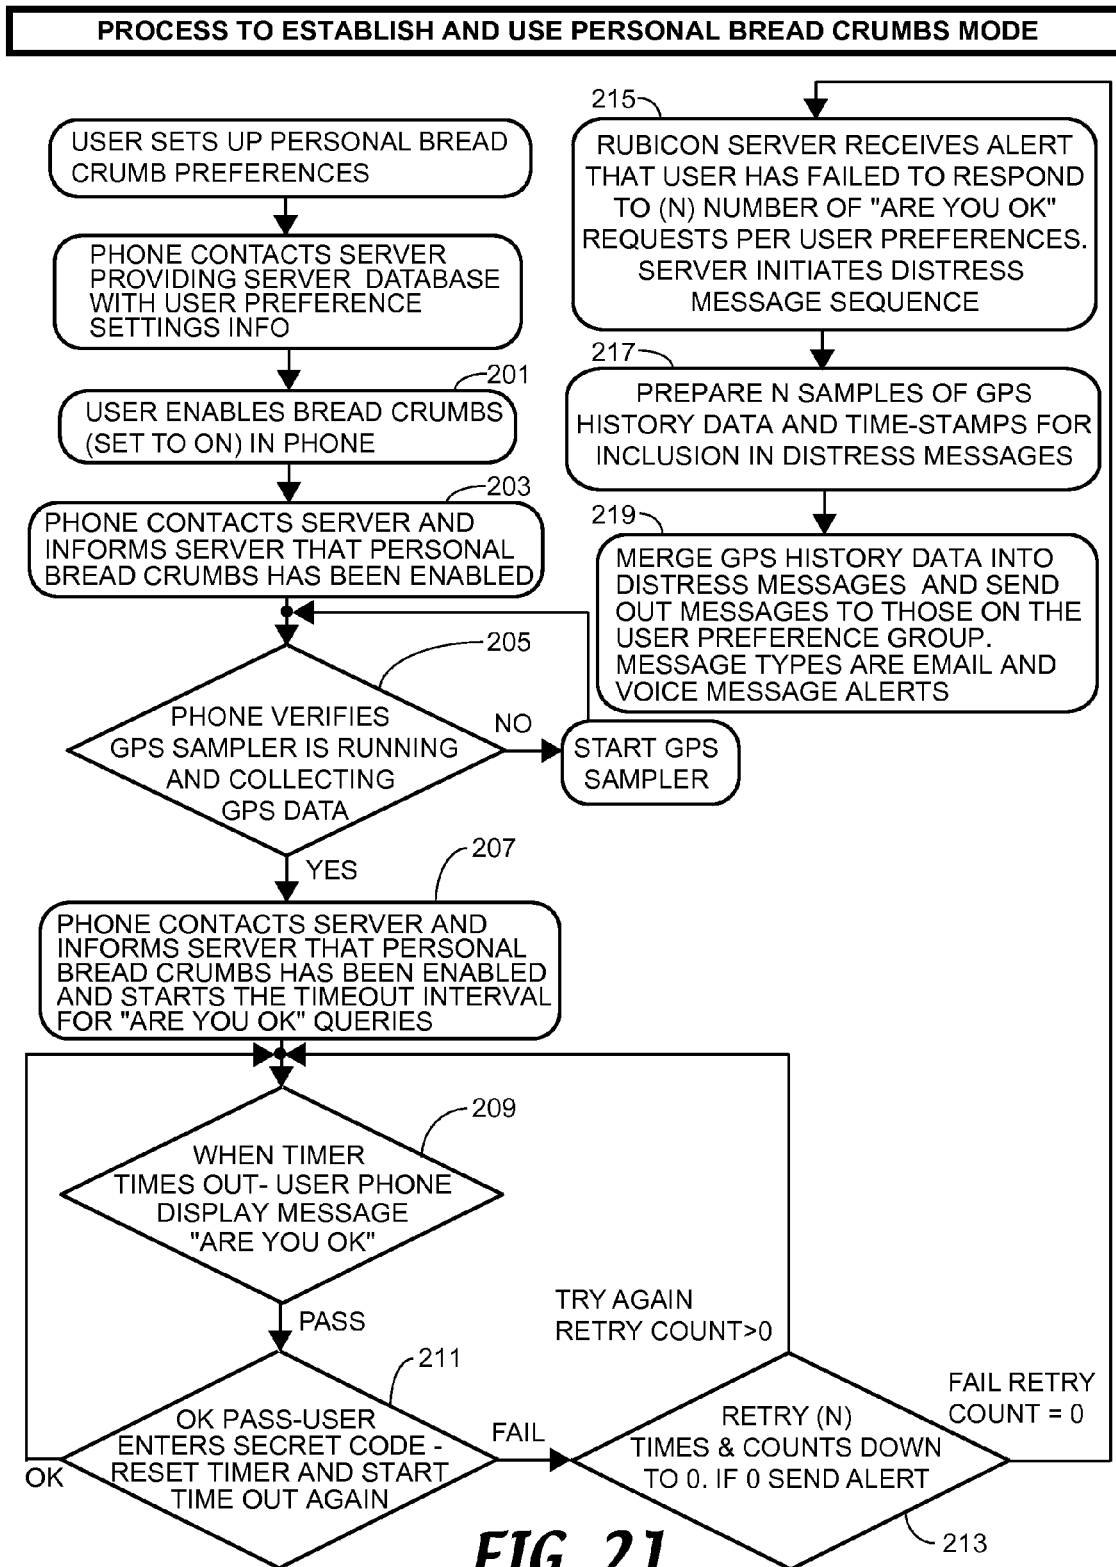 PROCESS TO ESTABLISH AND USE PERSONAL BREAD CRUMBS MODE
USER SETS UP PERSONAL BREAD
CRUMB PREFERENCES
PHONE CONTACTS SERVER
PROVIDING SERVER DATABASE
WITH USER PREFERENCE
SETTINGS INFO
201
USER ENABLES BREAD CRUMBS
(SET TO ON) IN PHONE
203
PHONE CONTACTS SERVER AND
INFORMS SERVER THAT PERSONAL
BREAD CRUMBS HAS BEEN ENABLED
205
PHONE VERIFIES
GPS SAMPLER IS RUNNING
AND COLLECTING
GPS DATA
NO
START GPS
SAMPLER
YES
207
PHONE CONTACTS SERVER AND
INFORMS SERVER THAT PERSONAL
BREAD CRUMBS HAS BEEN ENABLED
AND STARTS THE TIMEOUT INTERVAL
FOR "ARE YOU OK" QUERIES
209
WHEN TIMER
TIMES OUT- USER PHONE
DISPLAY MESSAGE
"ARE YOU OK"
PASS
211
OK PASS-USER
ENTERS SECRET CODE -
RESET TIMER AND START
TIME OUT AGAIN
OK
FAIL
TRY AGAIN
RETRY COUNT>0
RETRY (N)
TIMES & COUNTS DOWN
TO 0. IF 0 SEND ALERT
213
FAIL RETRY
COUNT = 0
215
RUBICON SERVER RECEIVES ALERT
THAT USER HAS FAILED TO RESPOND
TO (N) NUMBER OF "ARE YOU OK"
REQUESTS PER USER PREFERENCES.
SERVER INITIATES DISTRESS
MESSAGE SEQUENCE
217
PREPARE N SAMPLES OF GPS
HISTORY DATA AND TIME-STAMPS FOR
INCLUSION IN DISTRESS MESSAGES
219
MERGE GPS HISTORY DATA INTO
DISTRESS MESSAGES AND SEND
OUT MESSAGES TO THOSE ON THE
USER PREFERENCE GROUP.
MESSAGE TYPES ARE EMAIL AND
VOICE MESSAGE ALERTS
FIG. 21